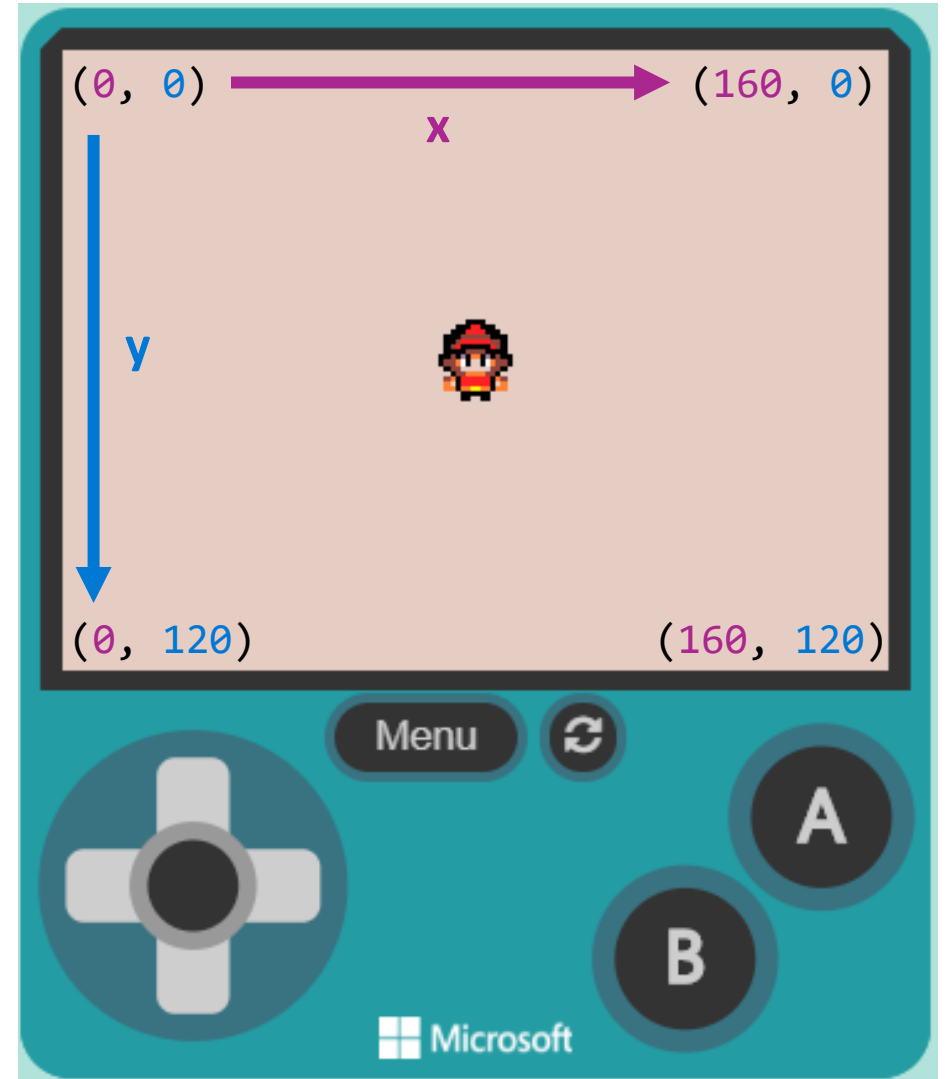 (0, 0) (160, 0)
x
y
(0, 120) (160, 120)
Menu
A
B
Microsoft